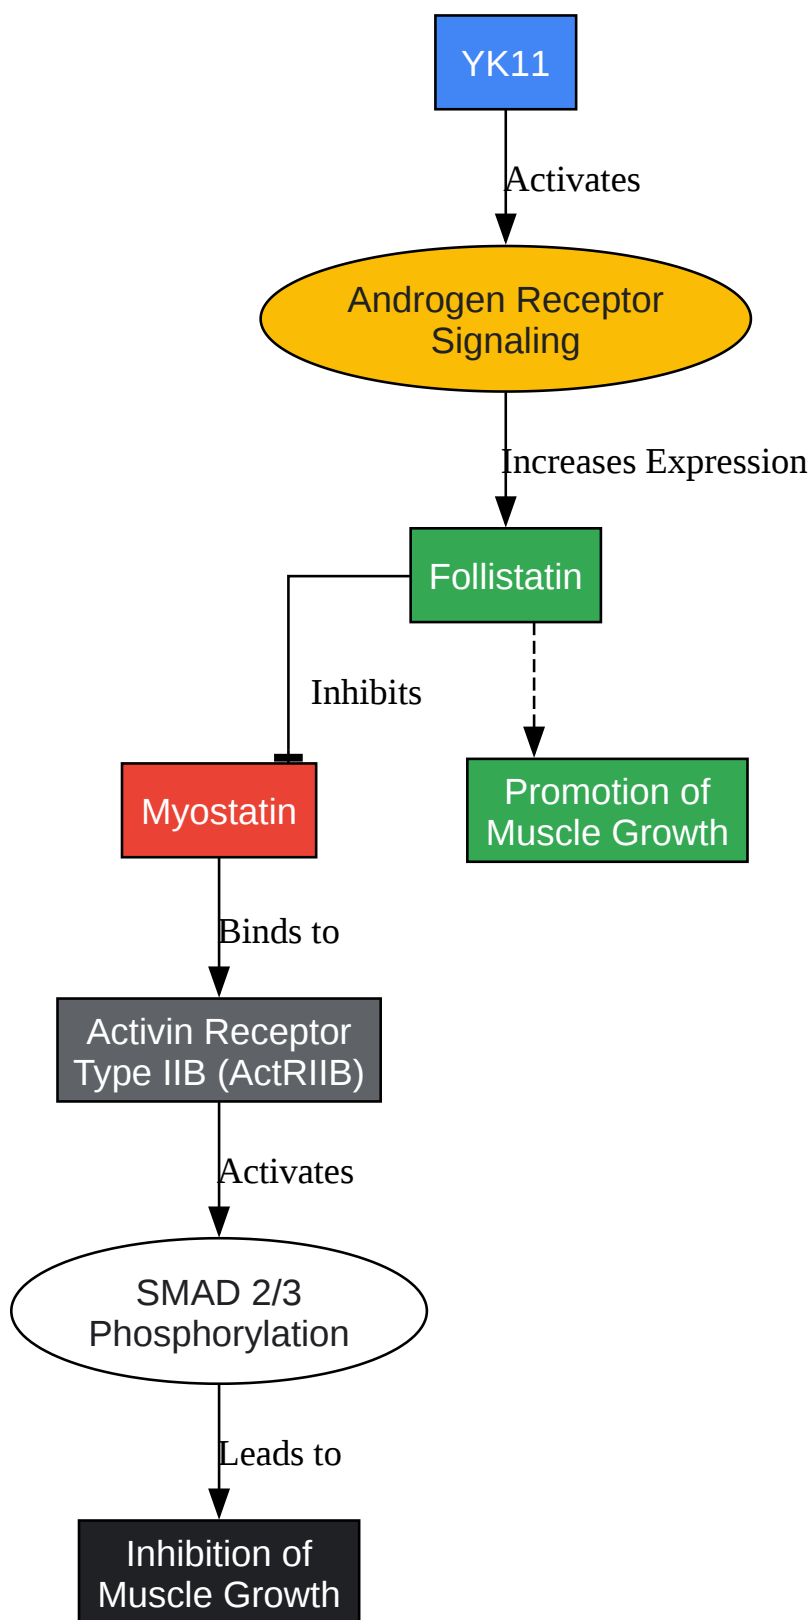 YK11
Activates
Androgen Receptor
Signaling
Increases Expression
Follistatin
Inhibits
Myostatin
Promotion of
Muscle Growth
Binds to
Activin Receptor
Type IIB (ActRIIB)
Activates
SMAD 2/3
Phosphorylation
Leads to
Inhibition of
Muscle Growth